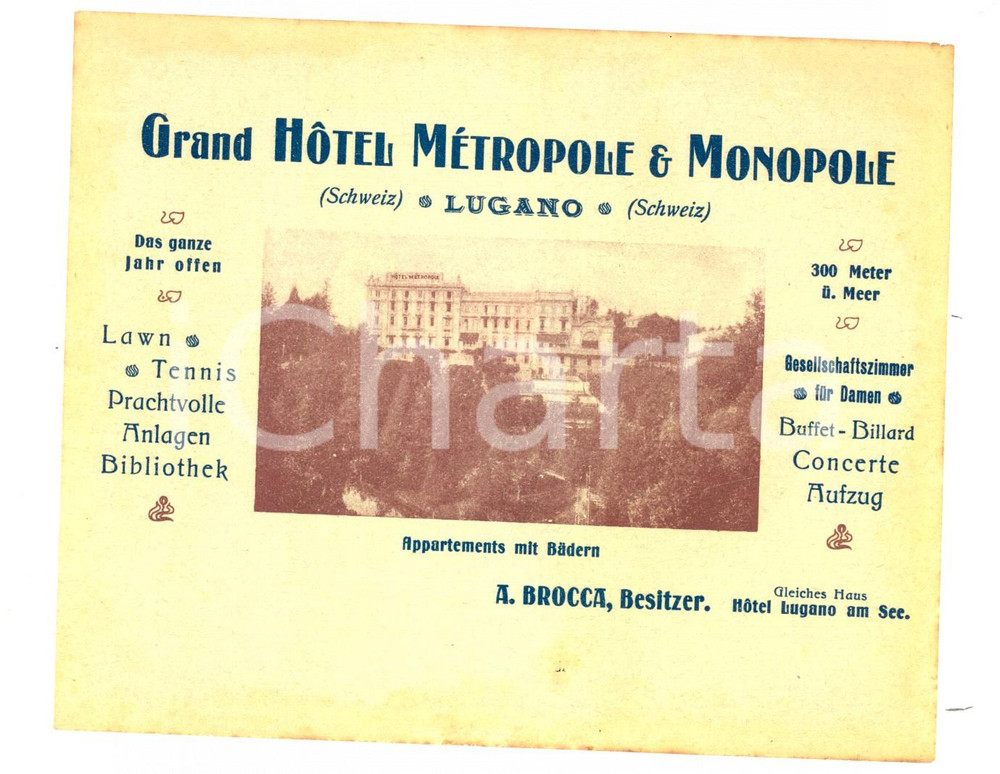 Grand HÔTEL MÉTROPOLE & MONOPOLE
(Schweiz) LUGANO (Schweiz)
Das ganze
Jahr offen
Lawn
Tennis
Prachtvolle
Anlagen
Bibliothek
HÔTEL MÉTROPOLE
iCharta
300 Meter
ü. Meer
Gesellschaftszimmer
für Damen
Buffet - Billard
Concerte
Aufzug
Appartements mit Bädern
A. BROCCA, Besitzer.
Gleiches Haus
Hôtel Lugano am See.